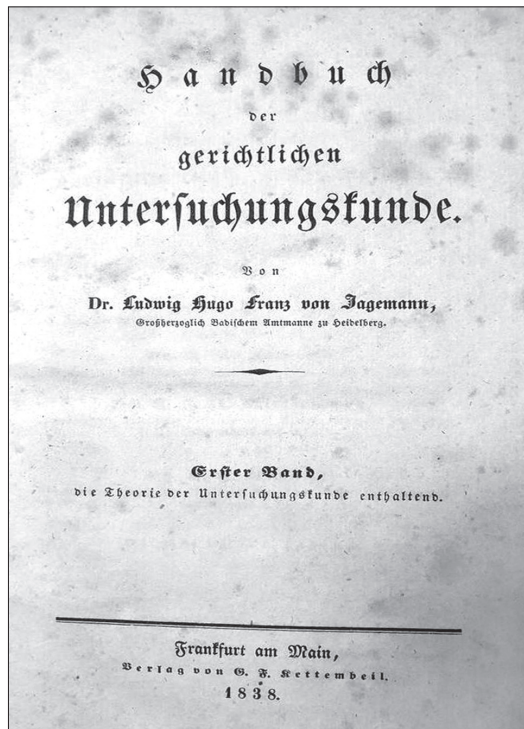 Handbuch
der
gerichtlichen
Untersuchungskunde.
Von
Dr. Ludwig Hugo Franz von Jagemann,
Großherzoglich Badischem Amtmanne zu Heidelberg.
Erster Band,
die Theorie der Untersuchungskunde enthaltend.
Frankfurt am Main,
Verlag von G. F. Kettembeil.
1838.